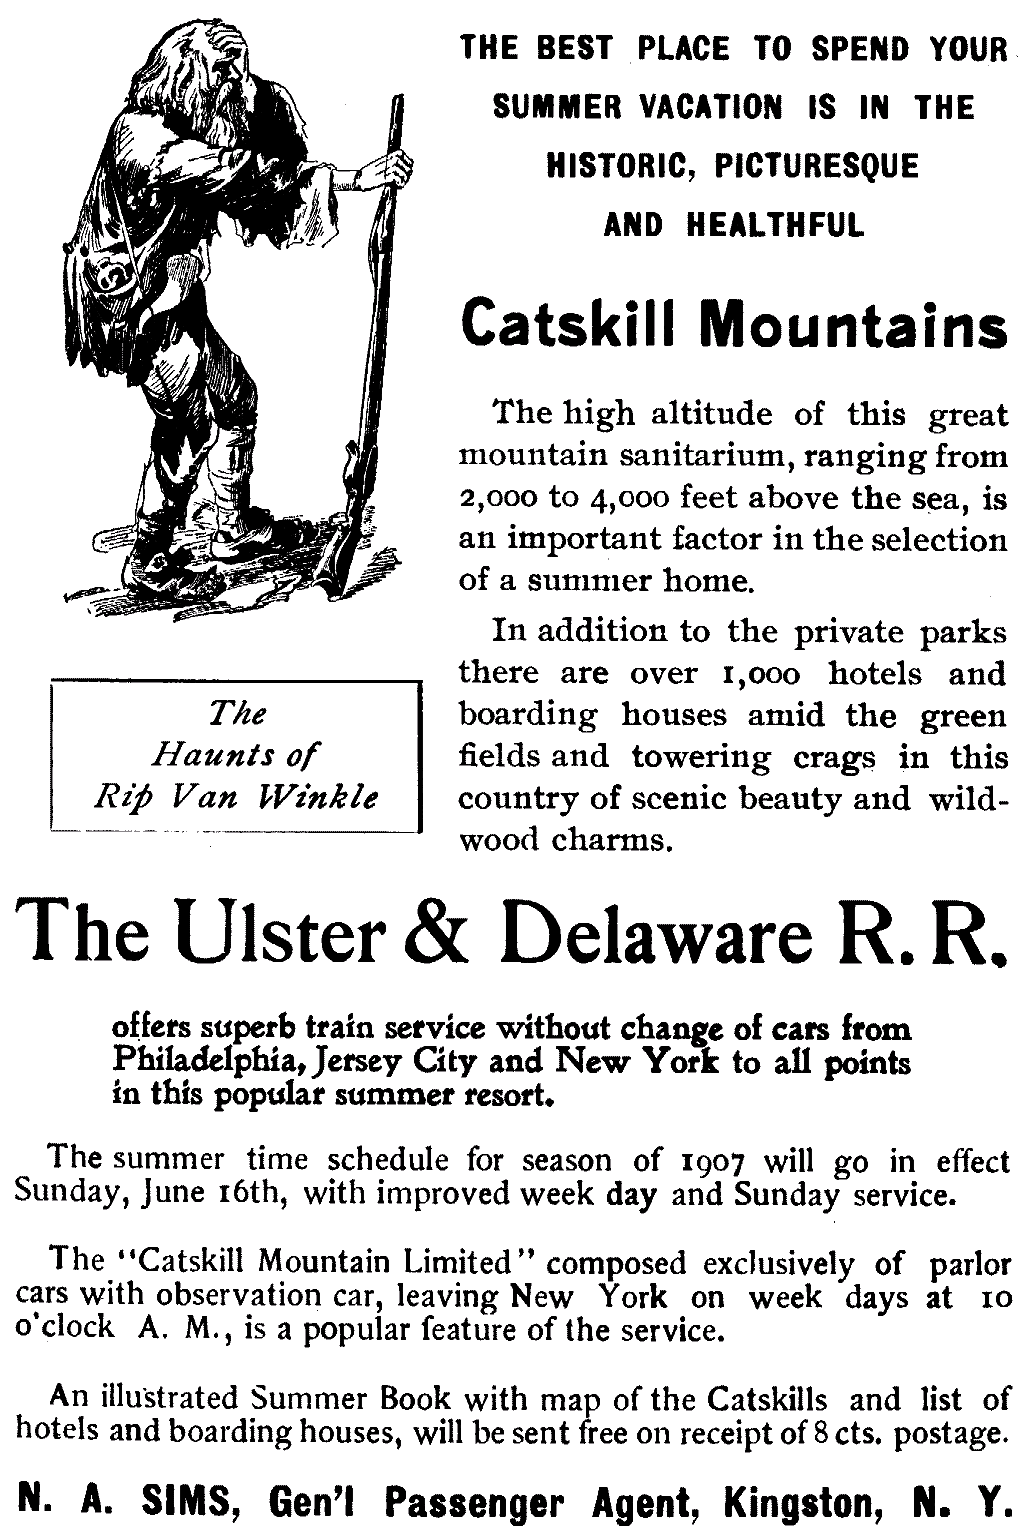 THE BEST PLACE TO SPEND YOUR
SUMMER VACATION IS IN THE
HISTORIC, PICTURESQUE
AND HEALTHFUL
Catskill Mountains
The high altitude of this great
mountain sanitarium, ranging from
2,000 to 4,000 feet above the sea, is
an important factor in the selection
of a summer home.
In addition to the private parks
there are over 1,000 hotels and
boarding houses amid the green
fields and towering crags in this
country of scenic beauty and wild-
wood charms.
The
Haunts of
Rip Van Winkle
The Ulster & Delaware R. R.
offers superb train service without change of cars from
Philadelphia, Jersey City and New York to all points
in this popular summer resort.
The summer time schedule for season of 1907 will go in effect
Sunday, June 16th, with improved week day and Sunday service.
The "Catskill Mountain Limited" composed exclusively of parlor
cars with observation car, leaving New York on week days at 10
o'clock A. M., is a popular feature of the service.
An illustrated Summer Book with map of the Catskills and list of
hotels and boarding houses, will be sent free on receipt of 8 cts. postage.
N. A. SIMS, Gen'l Passenger Agent, Kingston, N. Y.